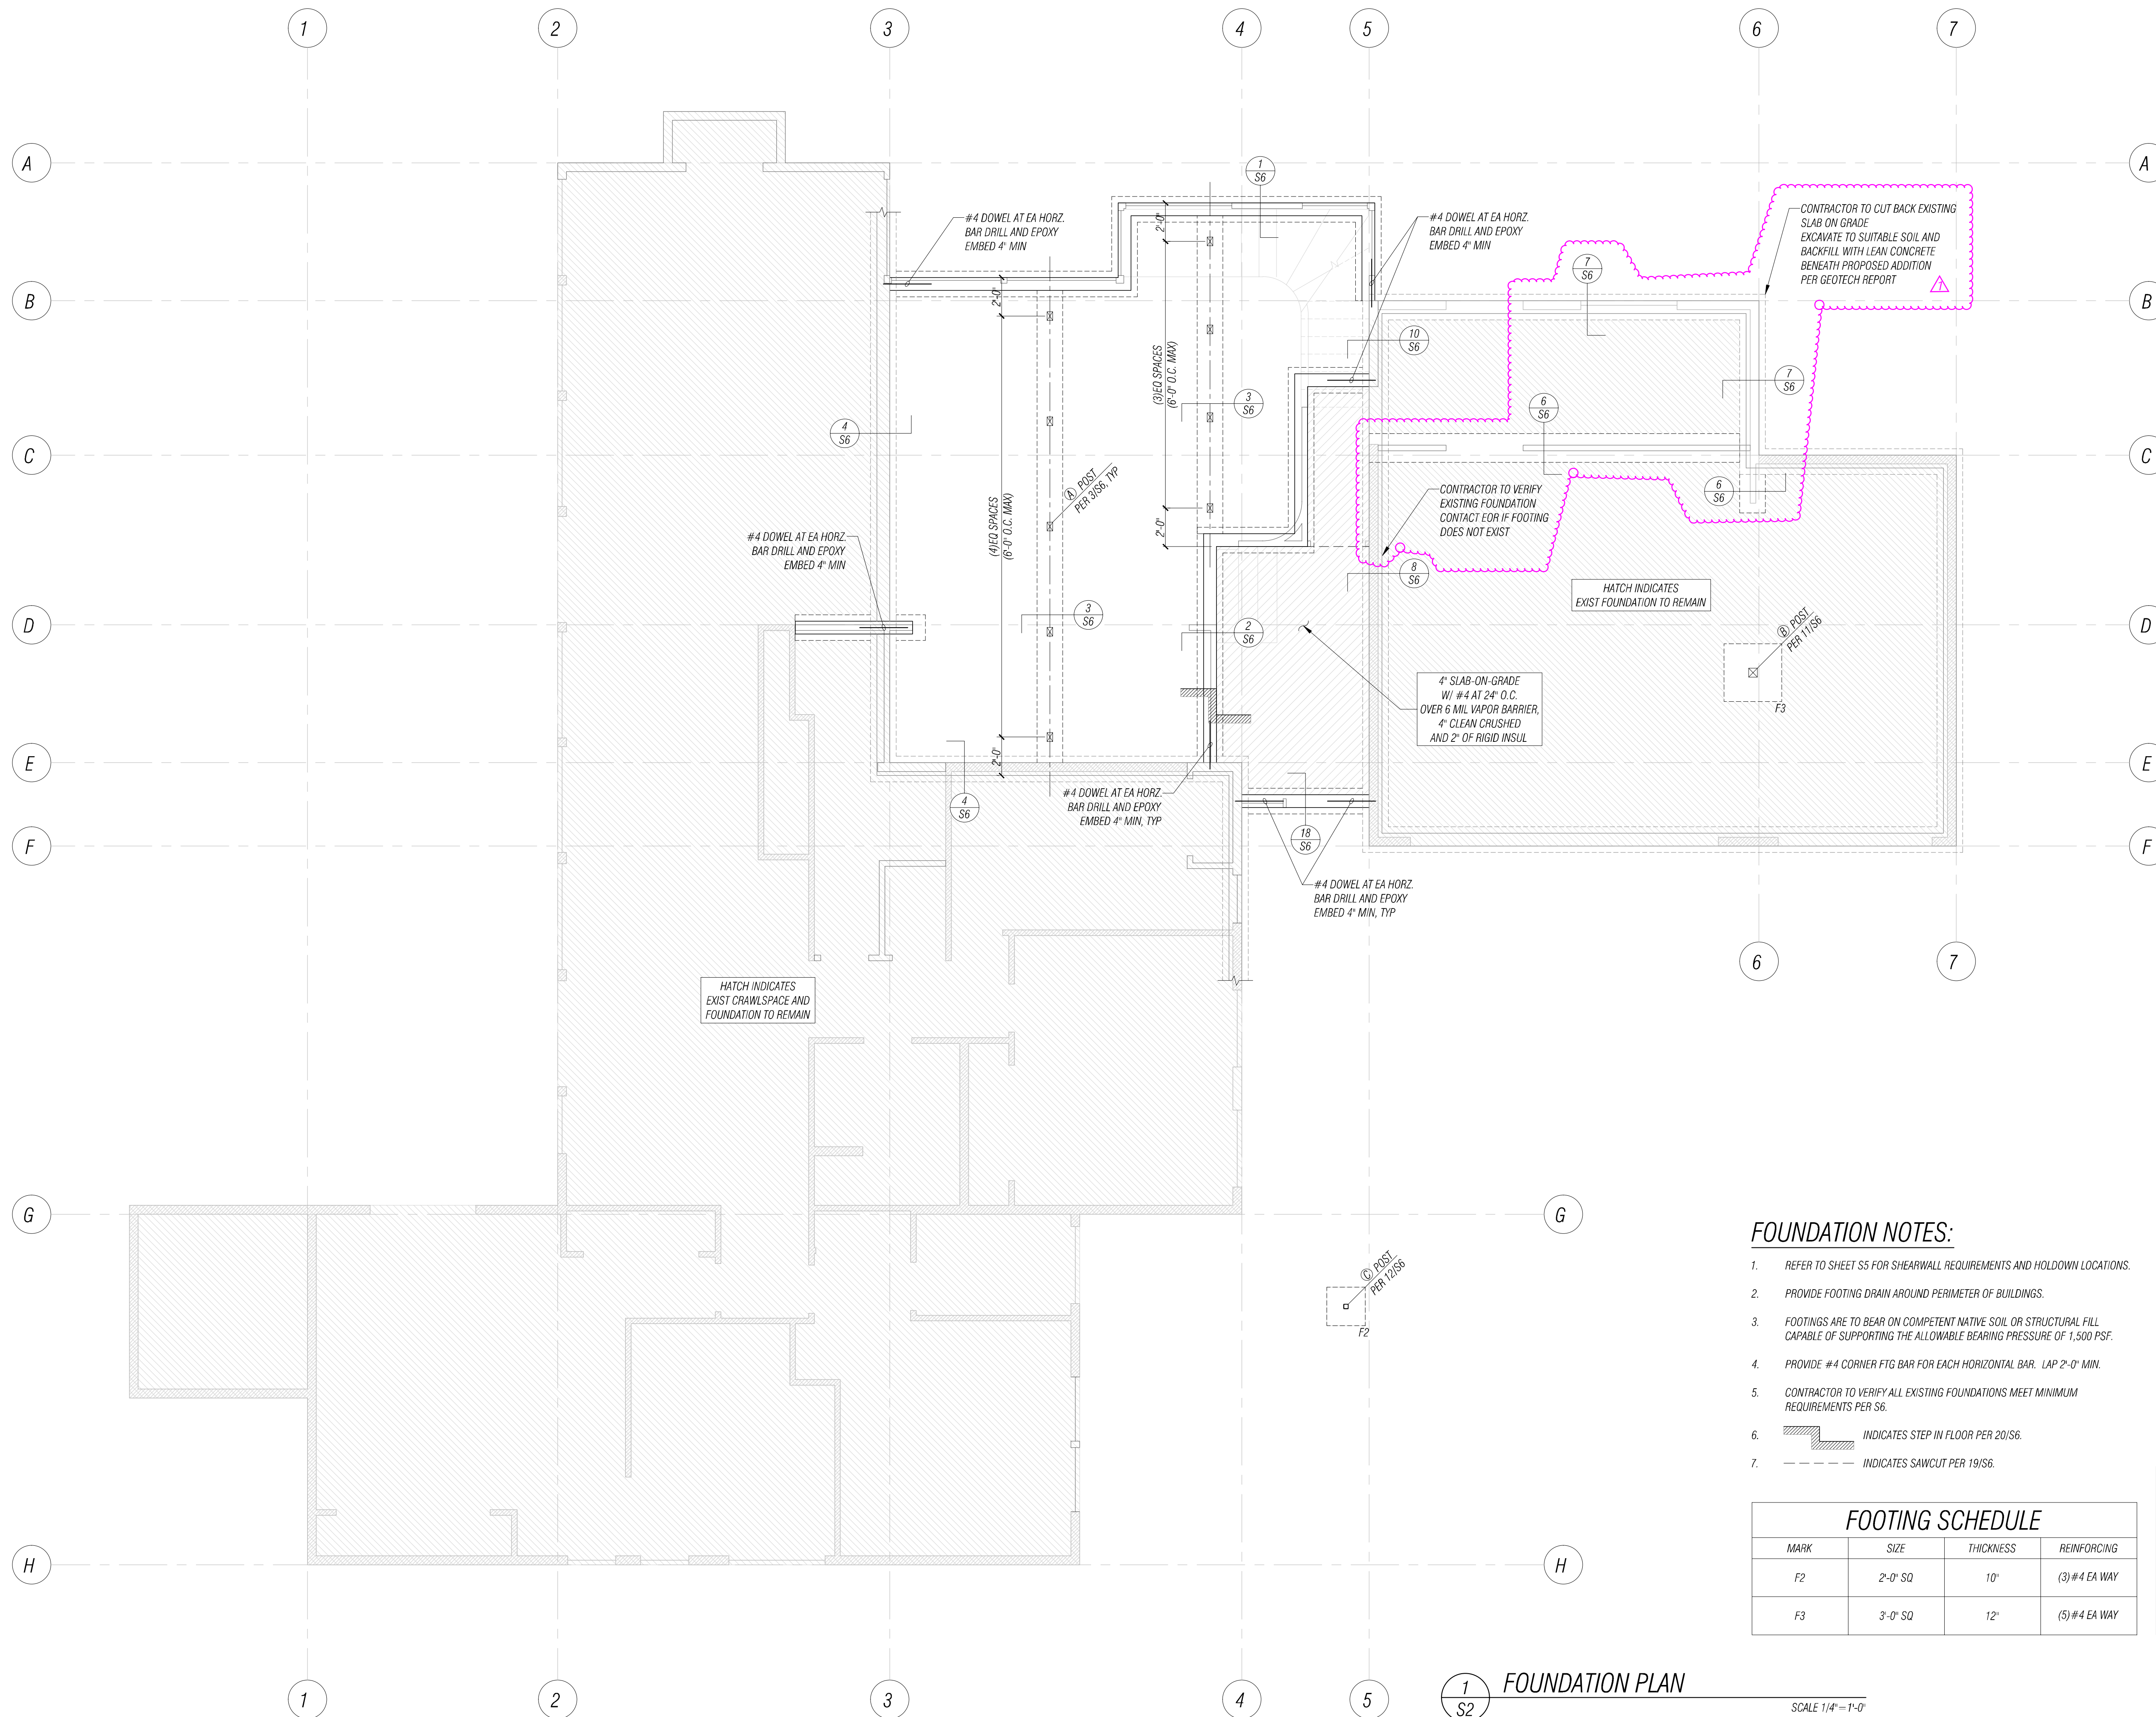 1
2
3
4
5
6
7
A
A
1
S6
#4 DOWEL AT EA HORZ.
BAR DRILL AND EPOXY
EMBED 4" MIN
2'-0"
#4 DOWEL AT EA HORZ.
BAR DRILL AND EPOXY
EMBED 4" MIN
CONTRACTOR TO CUT BACK EXISTING
SLAB ON GRADE
EXCAVATE TO SUITABLE SOIL AND
BACKFILL WITH LEAN CONCRETE
BENEATH PROPOSED ADDITION
PER GEOTECH REPORT
1
7
S6
B
B
2'-0"
10
S6
(3)EQ SPACES
(6'-0" O.C. MAX)
7
S6
3
S6
6
S6
4
S6
C
C
A POST
PER 3/S6, TYP
6
S6
CONTRACTOR TO VERIFY
EXISTING FOUNDATION
CONTACT EOR IF FOOTING
DOES NOT EXIST
(4)EQ SPACES
(6'-0" O.C. MAX)
2'-0"
#4 DOWEL AT EA HORZ.
BAR DRILL AND EPOXY
EMBED 4" MIN
8
S6
HATCH INDICATES
EXIST FOUNDATION TO REMAIN
3
S6
2
S6
D
D
B POST
PER 11/S6
F3
4" SLAB-ON-GRADE
W/ #4 AT 24" O.C.
OVER 6 MIL VAPOR BARRIER,
4" CLEAN CRUSHED
AND 2" OF RIGID INSUL
2'-0"
E
E
4
S6
#4 DOWEL AT EA HORZ.
BAR DRILL AND EPOXY
EMBED 4" MIN, TYP
18
S6
F
F
#4 DOWEL AT EA HORZ.
BAR DRILL AND EPOXY
EMBED 4" MIN, TYP
6
7
HATCH INDICATES
EXIST CRAWLSPACE AND
FOUNDATION TO REMAIN
G
G
C POST
PER 12/S6
F2
FOUNDATION NOTES:
1. REFER TO SHEET S5 FOR SHEARWALL REQUIREMENTS AND HOLDOWN LOCATIONS.
2. PROVIDE FOOTING DRAIN AROUND PERIMETER OF BUILDINGS.
3. FOOTINGS ARE TO BEAR ON COMPETENT NATIVE SOIL OR STRUCTURAL FILL
CAPABLE OF SUPPORTING THE ALLOWABLE BEARING PRESSURE OF 1,500 PSF.
4. PROVIDE #4 CORNER FTG BAR FOR EACH HORIZONTAL BAR. LAP 2'-0" MIN.
5. CONTRACTOR TO VERIFY ALL EXISTING FOUNDATIONS MEET MINIMUM
REQUIREMENTS PER S6.
6. INDICATES STEP IN FLOOR PER 20/S6.
7. INDICATES SAWCUT PER 19/S6.
FOOTING SCHEDULE
MARK SIZE THICKNESS REINFORCING
F2 2'-0" SQ 10" (3)#4 EA WAY
F3 3'-0" SQ 12" (5)#4 EA WAY
H
H
1
2
3
4
5
1
S2
FOUNDATION PLAN
SCALE 1/4"=1'-0"